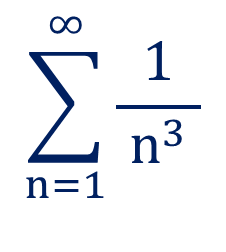 ∞
∑ 1/n³
n=1